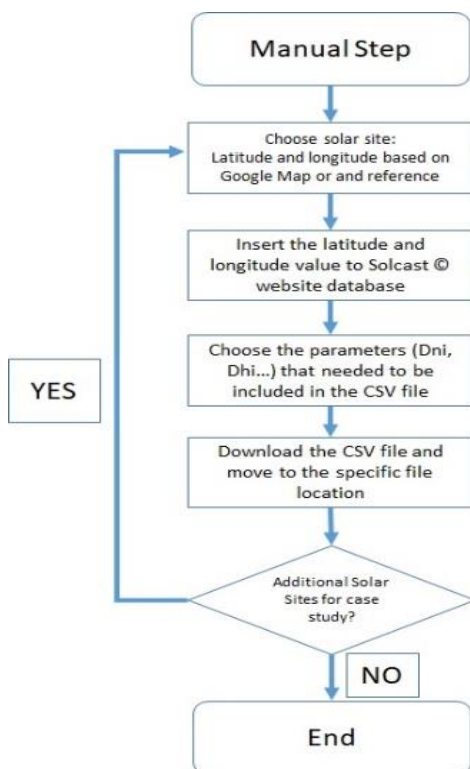 Manual Step
Choose solar site:
Latitude and longitude based on
Google Map or and reference
Insert the latitude and
longitude value to Solcast ©
website database
Choose the parameters (Dni,
Dhi...) that needed to be
included in the CSV file
YES
Download the CSV file and
move to the specific file
location
Additional Solar
Sites for case
study?
NO
End